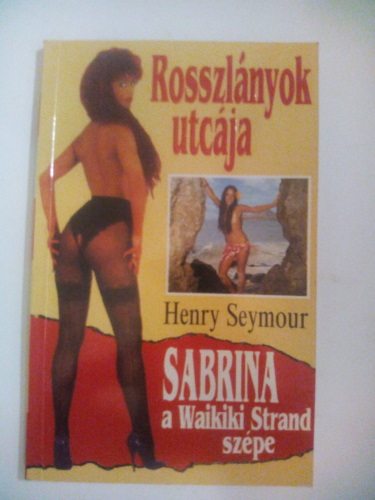 Rosszlányok
utcája
Henry Seymour
SABRINA
a Waikiki Strand
szépe